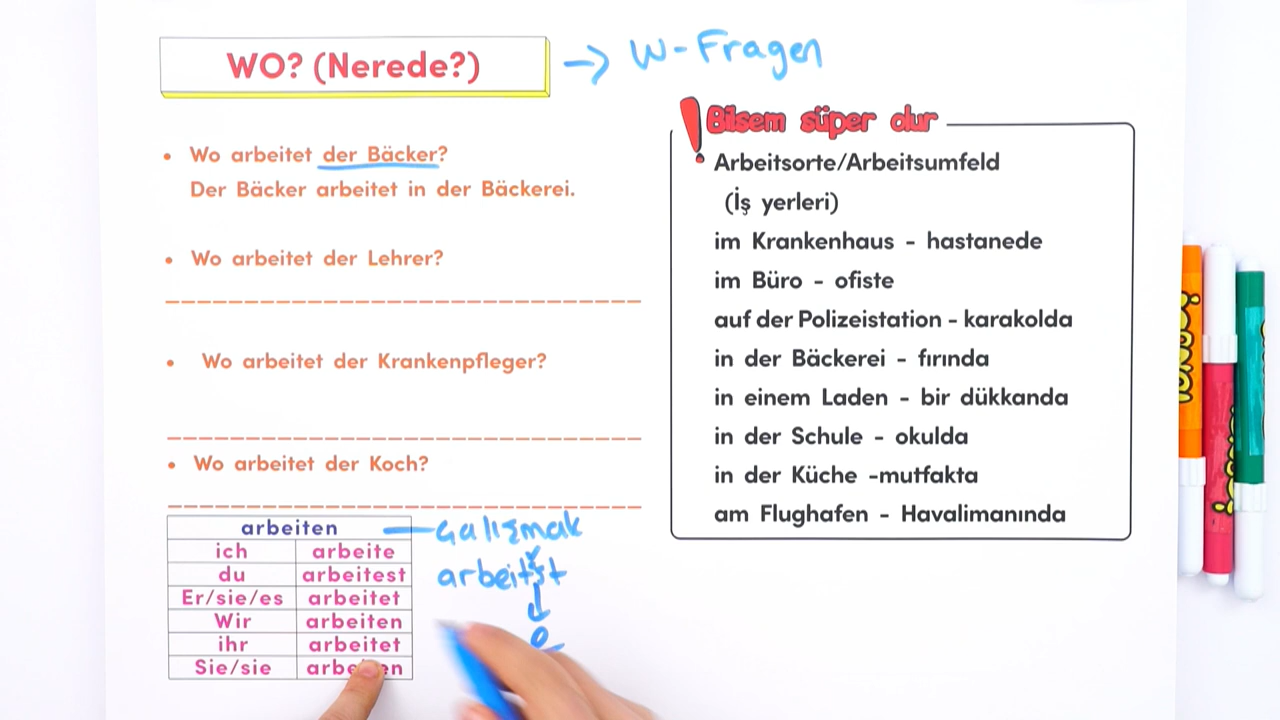 WO? (Nerede?) → W-Fragen
• Wo arbeitet der Bäcker?
Der Bäcker arbeitet in der Bäckerei.
• Wo arbeitet der Lehrer?
• Wo arbeitet der Krankenpfleger?
• Wo arbeitet der Koch?
arbeiten — çalışmak
ich arbeite
du arbeitest arbeitst
Er/sie/es arbeitet
Wir arbeiten
ihr arbeitet
Sie/sie
! Bilsem süper olur
Arbeitsorte/Arbeitsumfeld
(İş yerleri)
im Krankenhaus - hastanede
im Büro - ofiste
auf der Polizeistation - karakolda
in der Bäckerei - fırında
in einem Laden - bir dükkanda
in der Schule - okulda
in der Küche -mutfakta
am Flughafen - Havalimanında